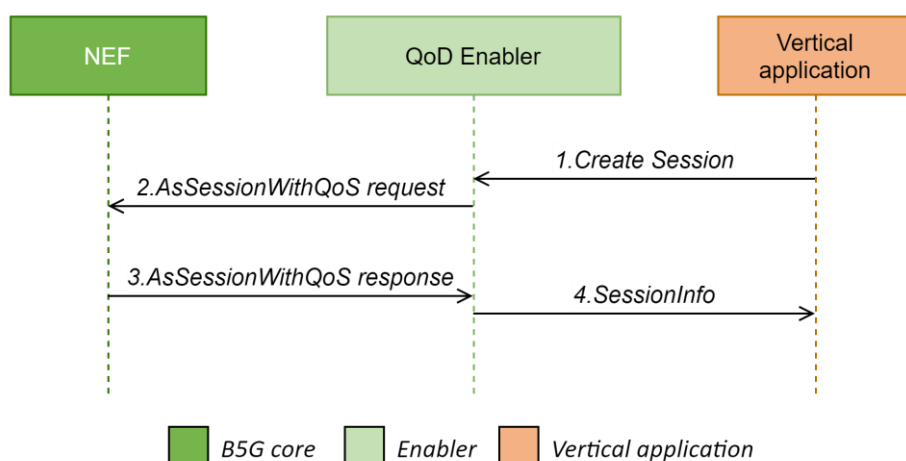 NEF
QoD Enabler
Vertical
application
1.Create Session
2.AsSessionWithQoS request
3.AsSessionWithQoS response
4.SessionInfo
B5G core
Enabler
Vertical application